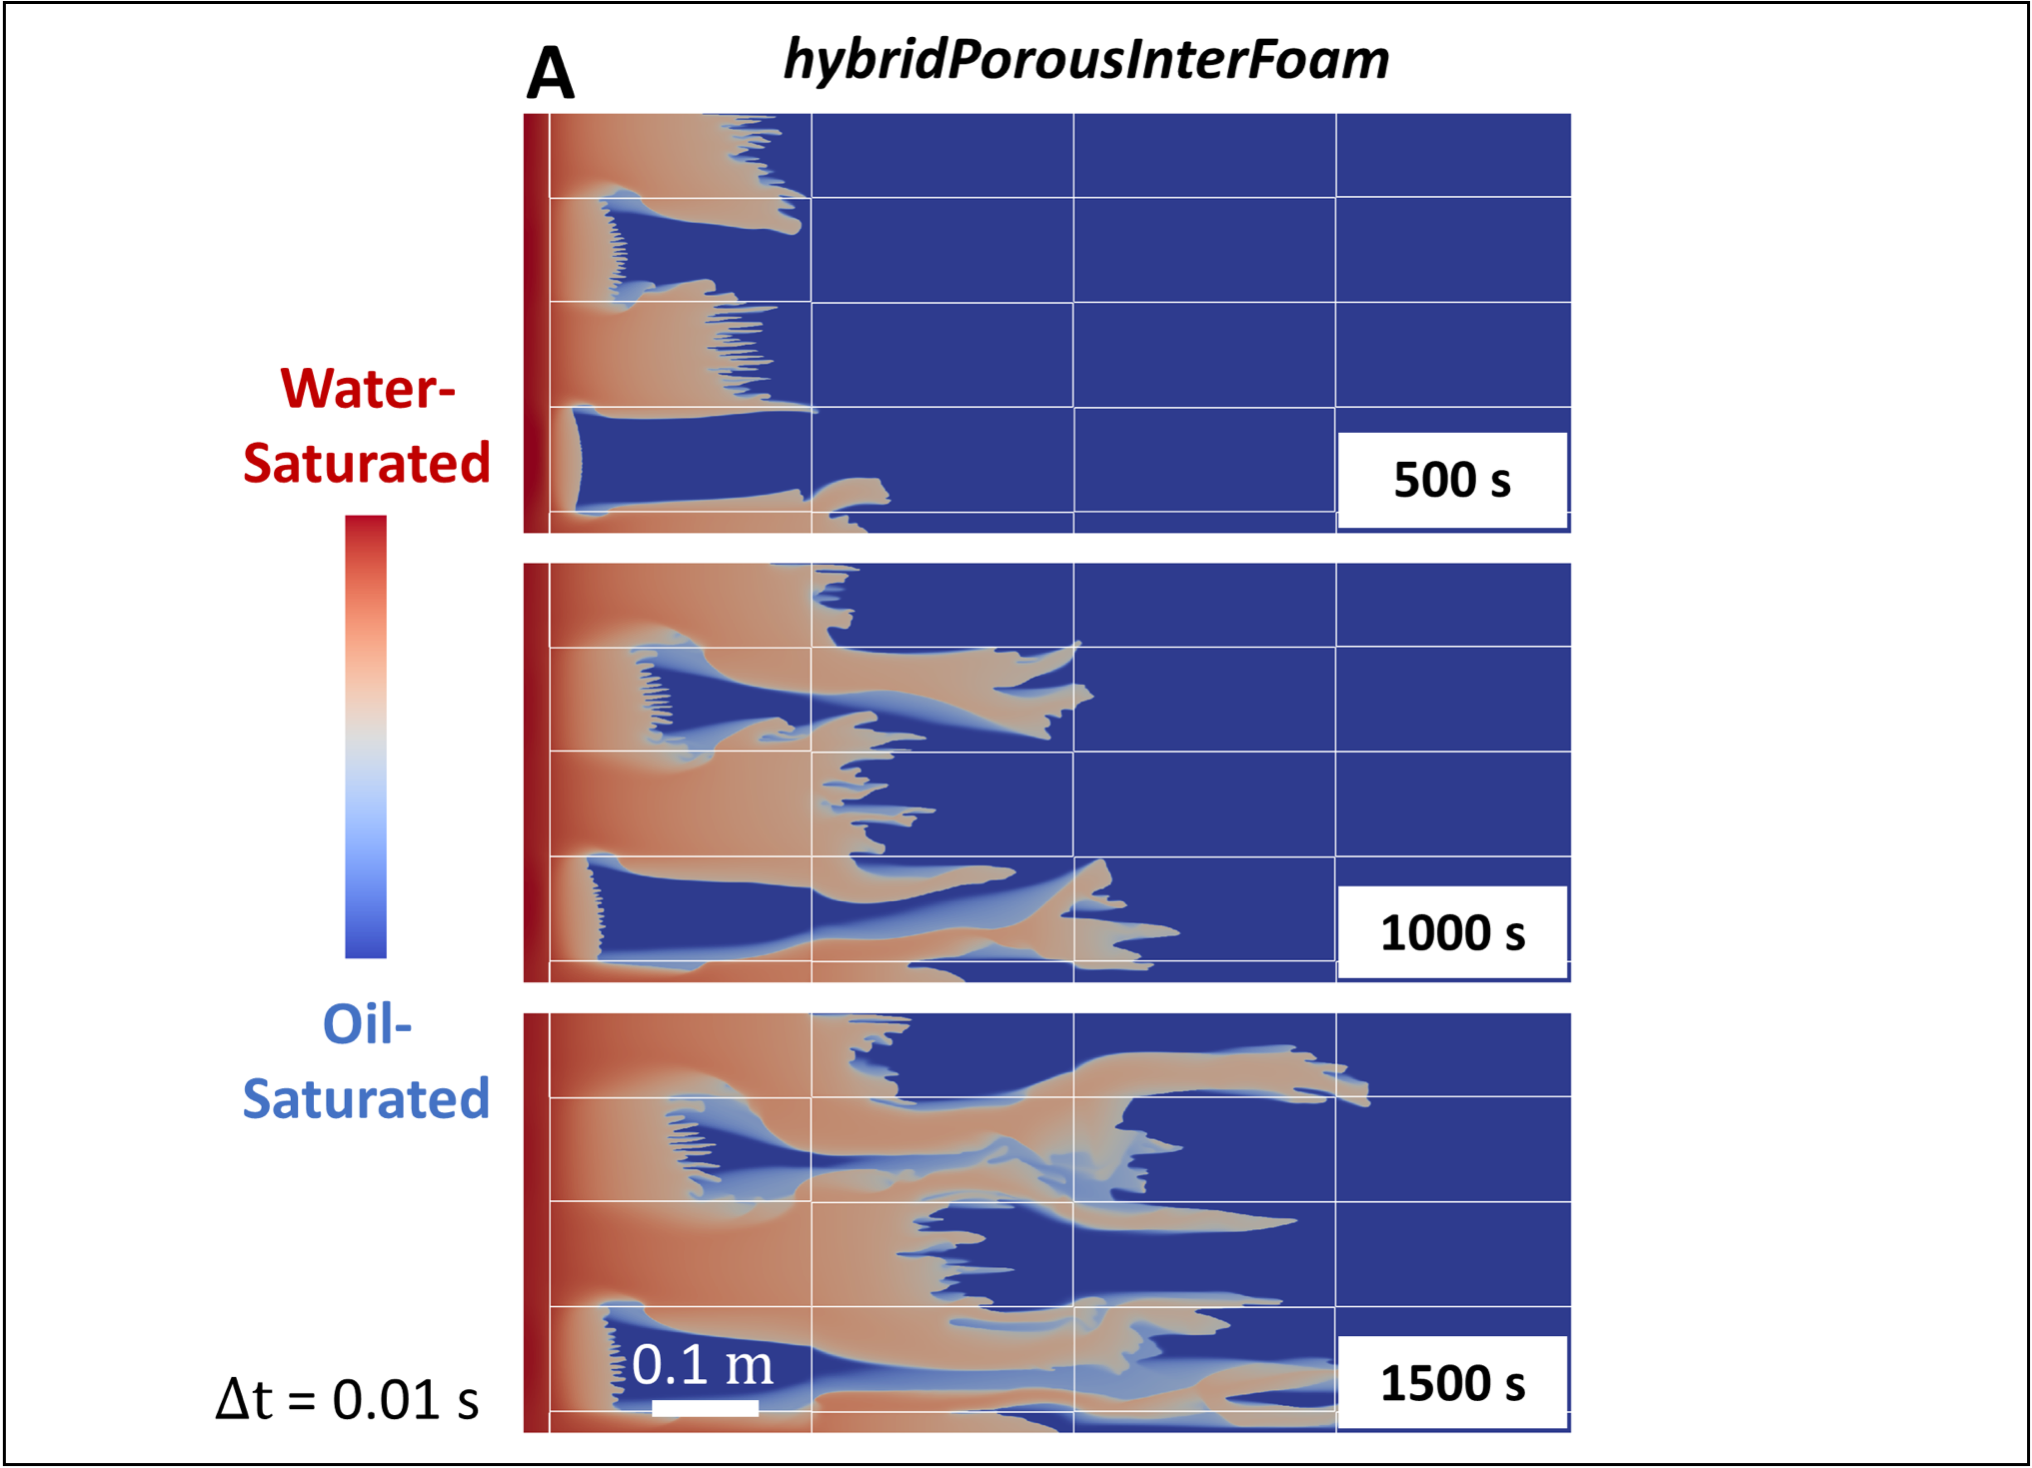 A
hybridPorousInterFoam
Water-
Saturated
500 s
1000 s
Oil-
Saturated
0.1 m
1500 s
Δt = 0.01 s